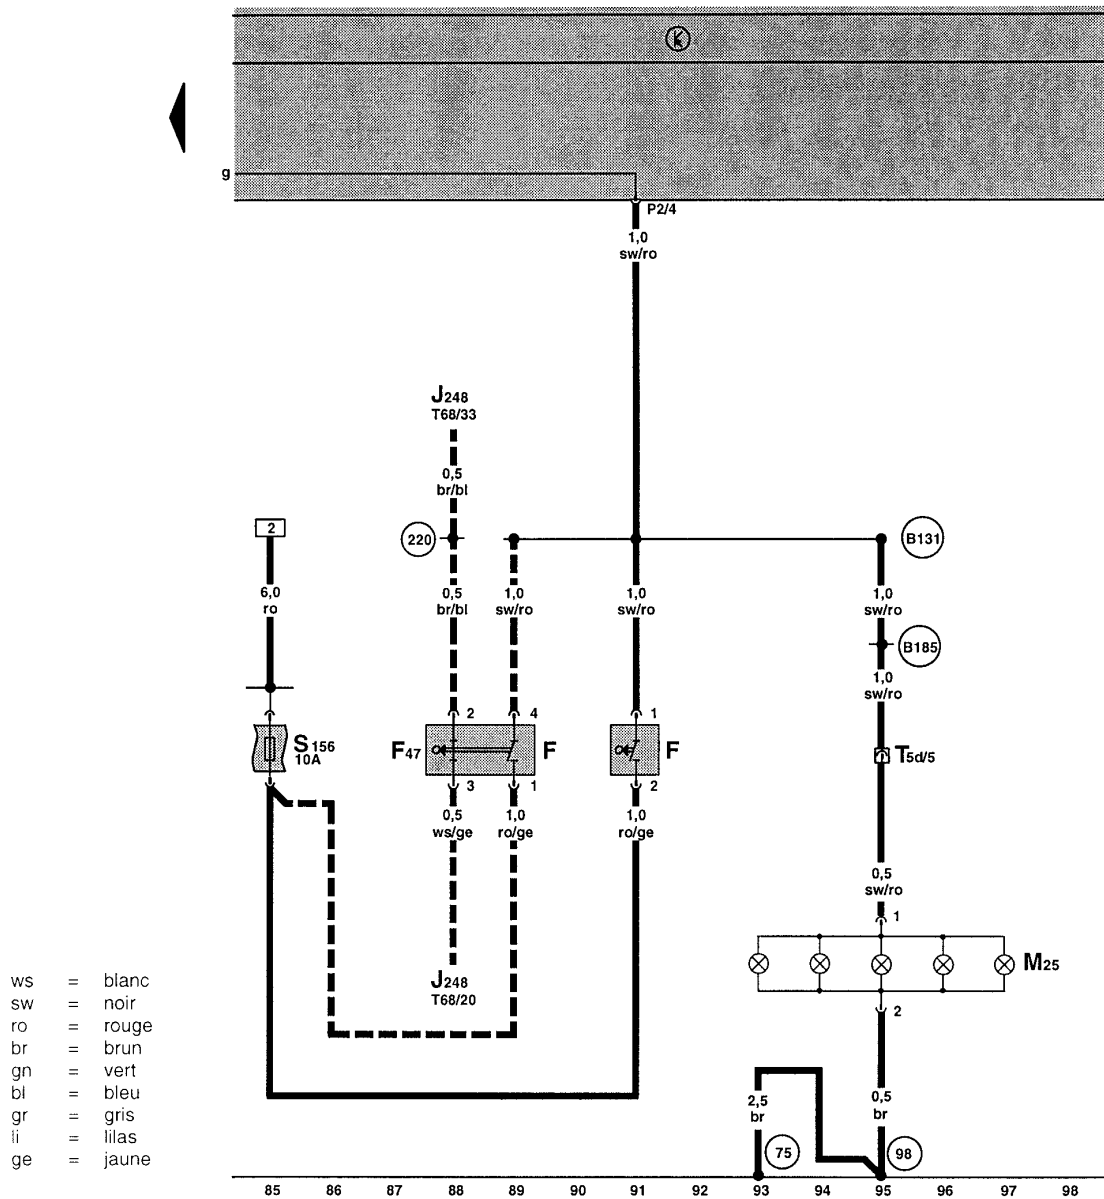 K
g
P2/4
1,0
sw/ro
J248
T68/33
0,5
br/bl
2
220
B131
6,0
ro
0,5
br/bl
1,0
sw/ro
1,0
sw/ro
1,0
sw/ro
B185
1,0
sw/ro
2
4
1
S156
10A
F47
F
F
T5d/5
3
1
2
0,5
ws/ge
1,0
ro/ge
1,0
ro/ge
0,5
sw/ro
1
M25
J248
T68/20
2
ws = blanc
sw = noir
ro = rouge
br = brun
gn = vert
bl = bleu
gr = gris
li = lilas
ge = jaune
2,5
br
0,5
br
75
98
85 86 87 88 89 90 91 92 93 94 95 96 97 98